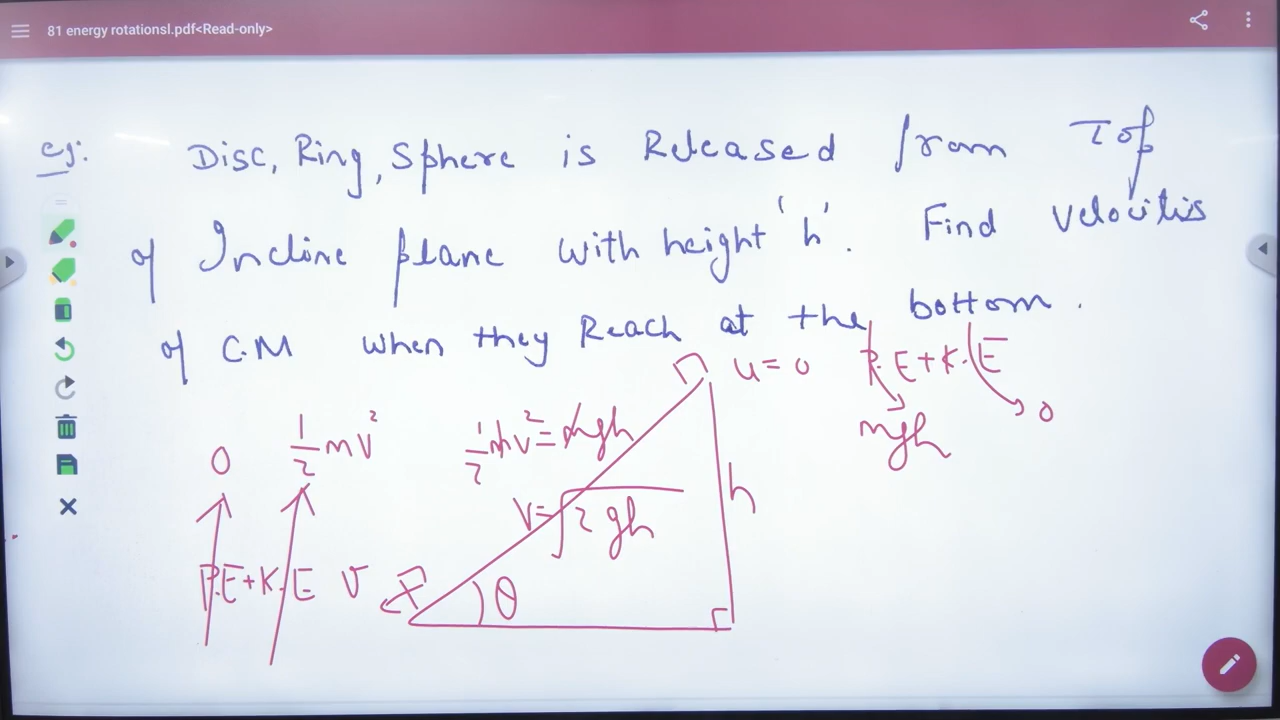 81 energy rotationsl.pdf<Read-only>
eg: Disc, Ring, Sphere is Released from Top
of Incline plane with height 'h'. Find velocities
of C.M when they Reach at the bottom.
u = 0 P.E + K.E
mgh 0
0 1/2 mv² 1/2 mv² = mgh
v = √2gh h
P.E + K.E v θ